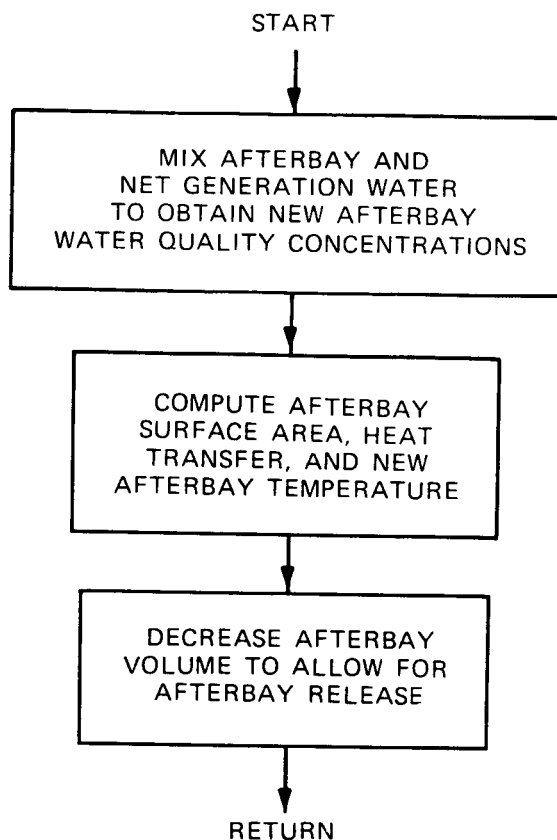 START
MIX AFTERBAY AND
NET GENERATION WATER
TO OBTAIN NEW AFTERBAY
WATER QUALITY CONCENTRATIONS
COMPUTE AFTERBAY
SURFACE AREA, HEAT
TRANSFER, AND NEW
AFTERBAY TEMPERATURE
DECREASE AFTERBAY
VOLUME TO ALLOW FOR
AFTERBAY RELEASE
RETURN